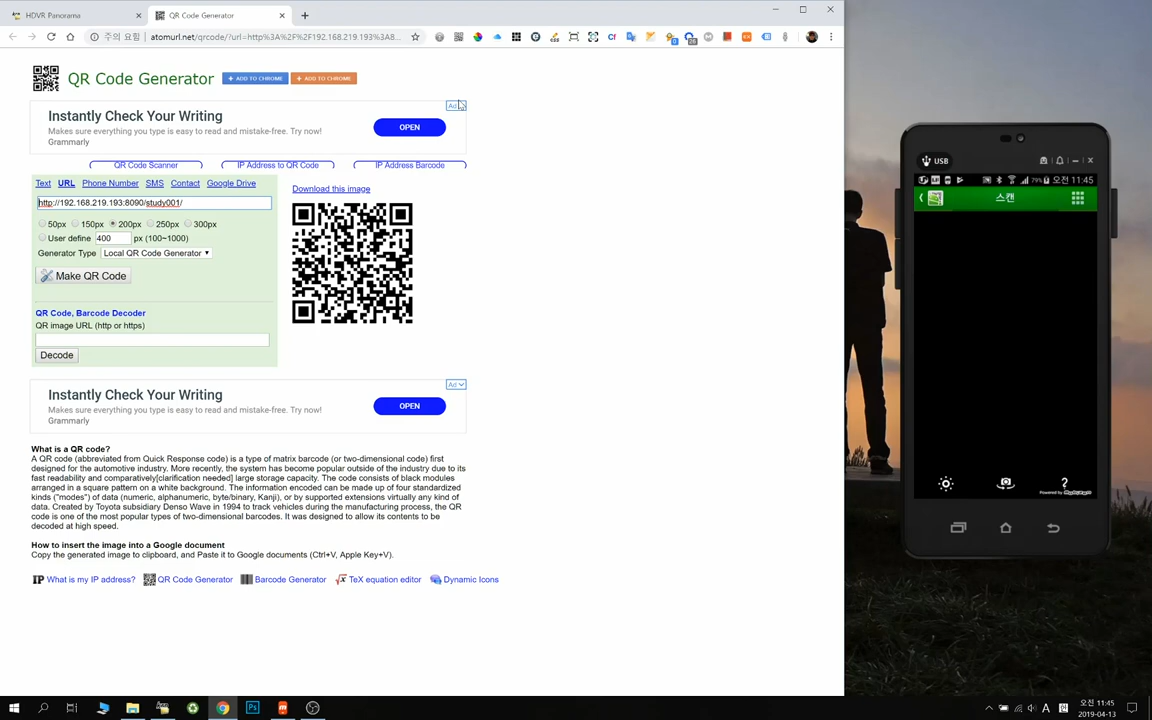 HDVR Panorama
QR Code Generator
주의 요함
atomurl.net/qrcode/?url=http%3A%2F%2F192.168.219.193%3A8...
QR Code Generator
+ ADD TO CHROME
+ ADD TO CHROME
Instantly Check Your Writing
Makes sure everything you type is easy to read and mistake-free. Try now!
Grammarly
OPEN
Ad
QR Code Scanner
IP Address to QR Code
IP Address Barcode
Text URL Phone Number SMS Contact Google Drive
http://192.168.219.193:8090/study001/
50px 150px 200px 250px 300px
User define 400 px (100~1000)
Generator Type Local QR Code Generator
Make QR Code
Download this image
QR Code, Barcode Decoder
QR image URL (http or https)
Decode
Instantly Check Your Writing
Makes sure everything you type is easy to read and mistake-free. Try now!
Grammarly
OPEN
Ad
What is a QR code?
A QR code (abbreviated from Quick Response code) is a type of matrix barcode (or two-dimensional code) first
designed for the automotive industry. More recently, the system has become popular outside of the industry due to its
fast readability and comparatively[clarification needed] large storage capacity. The code consists of black modules
arranged in a square pattern on a white background. The information encoded can be made up of four standardized
kinds ("modes") of data (numeric, alphanumeric, byte/binary, Kanji), or by supported extensions virtually any kind of
data. Created by Toyota subsidiary Denso Wave in 1994 to track vehicles during the manufacturing process, the QR
code is one of the most popular types of two-dimensional barcodes. It was designed to allow its contents to be
decoded at high speed.
How to insert the image into a Google document
Copy the generated image to clipboard, and Paste it to Google documents (Ctrl+V, Apple Key+V).
IP What is my IP address? QR Code Generator Barcode Generator TeX equation editor Dynamic Icons
USB
79% 오전 11:45
스캔
Powered by
A
오전 11:45
2019-04-13